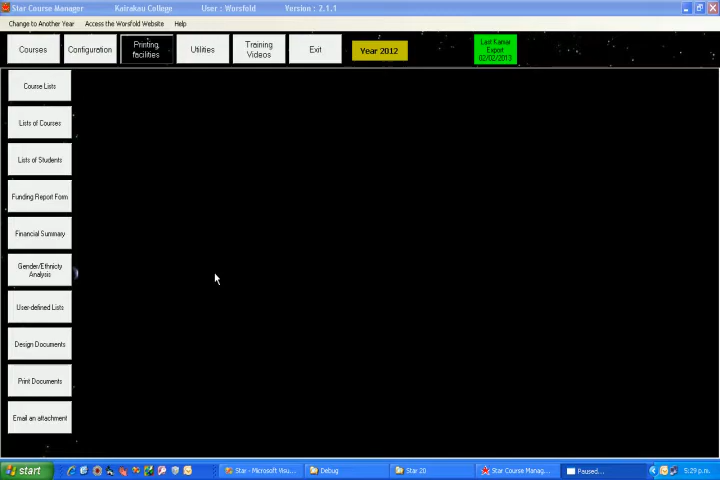 Star Course Manager Kairakau College User : Worsfold Version : 2.1.1
Change to Another Year Access the Worsfold Website Help
Courses
Configuration
Printing facilities
Utilities
Training Videos
Exit
Year 2012
Last Kamar
Export
02/02/2013
Course Lists
Lists of Courses
Lists of Students
Funding Report Form
Financial Summary
Gender/Ethnicty
Analysis
User-defined Lists
Design Documents
Print Documents
Email an attachment
start
Star - Microsoft Visu...
Debug
Star 20
Star Course Manag...
Paused...
5:29 p.m.